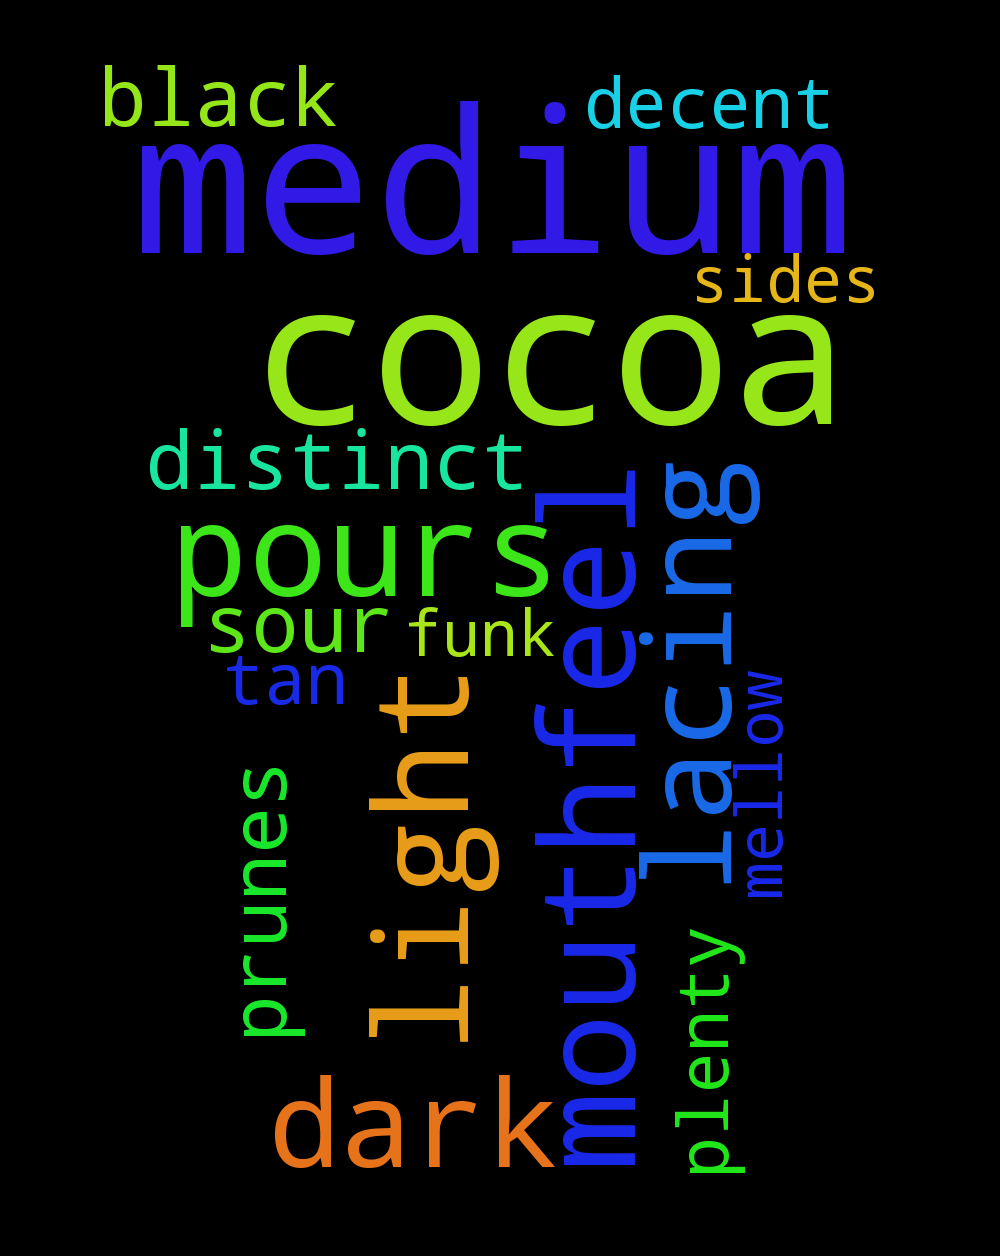 black
decent
medium
sides
cocoa
distinct
pours
lacing
mouthfeel
sour
funk
tan
light
mellow
prunes
plenty
dark